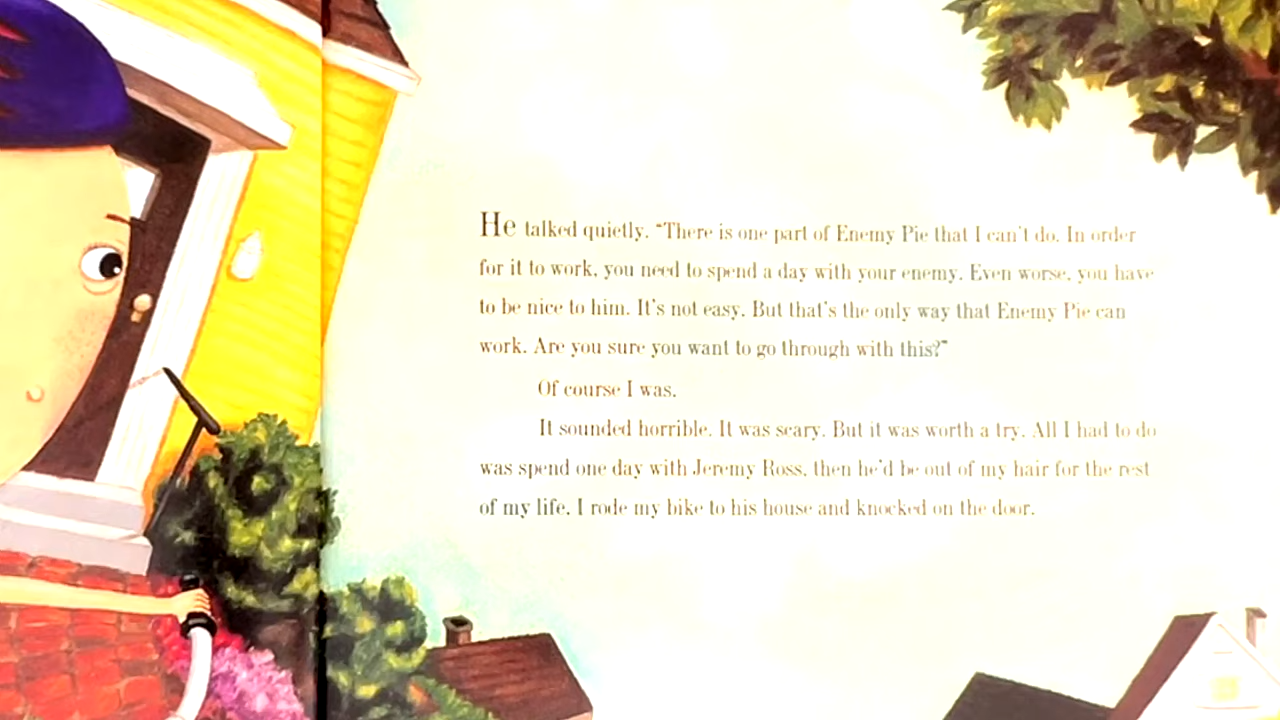 He talked quietly. "There is one part of Enemy Pie that I can't do. In order
for it to work, you need to spend a day with your enemy. Even worse, you have
to be nice to him. It's not easy. But that's the only way that Enemy Pie can
work. Are you sure you want to go through with this?"
Of course I was.
It sounded horrible. It was scary. But it was worth a try. All I had to do
was spend one day with Jeremy Ross, then he'd be out of my hair for the rest
of my life. I rode my bike to his house and knocked on the door.